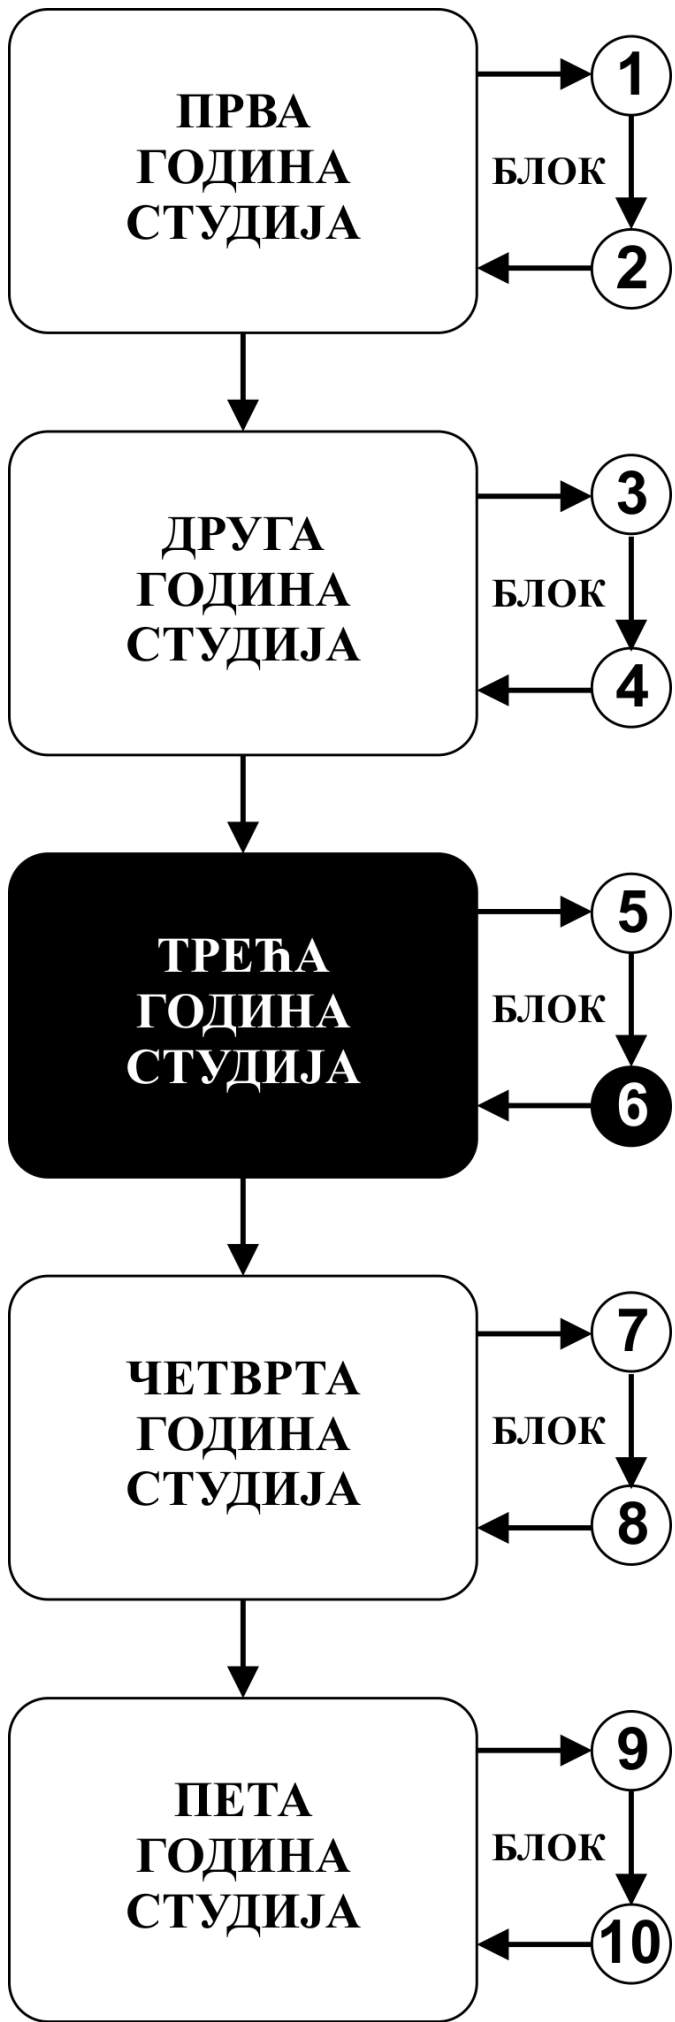 ПРВА
ГОДИНА
СТУДИЈА
1
БЛОК
2
ДРУГА
ГОДИНА
СТУДИЈА
3
БЛОК
4
ТРЕЋА
ГОДИНА
СТУДИЈА
5
БЛОК
6
ЧЕТВРТА
ГОДИНА
СТУДИЈА
7
БЛОК
8
ПЕТА
ГОДИНА
СТУДИЈА
9
БЛОК
10